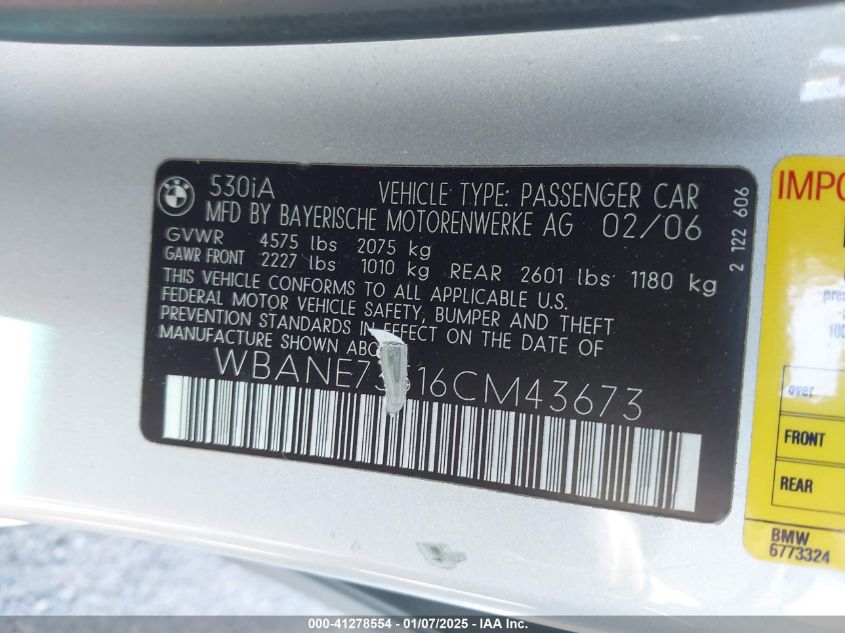 530iA VEHICLE TYPE: PASSENGER CAR
MFD BY BAYERISCHE MOTORENWERKE AG 02/06
GVWR 4575 lbs 2075 kg
GAWR FRONT 2227 lbs 1010 kg REAR 2601 lbs 1180 kg
THIS VEHICLE CONFORMS TO ALL APPLICABLE U.S.
FEDERAL MOTOR VEHICLE SAFETY, BUMPER AND THEFT
PREVENTION STANDARDS IN EFFECT ON THE DATE OF
MANUFACTURE SHOWN ABOVE
2 122 606
over
FRONT
REAR
BMW
6773324
000-41278554 - 01/07/2025 - IAA Inc.